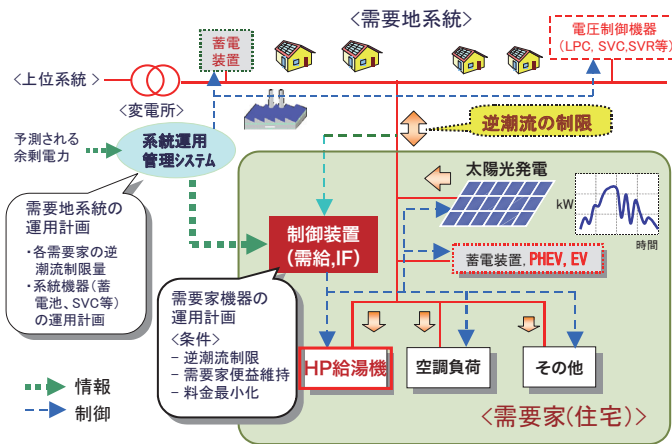 <需要地系統>
蓄電
装置
電圧制御機器
(LPC, SVC,SVR等)
<上位系統>
<変電所>
逆潮流の制限
予測される
余剰電力
系統運用
管理システム
太陽光発電
kW
時間
需要地系統の
運用計画
・各需要家の逆
潮流制限量
・系統機器(蓄
電池、SVC等)
の運用計画
制御装置
(需給,IF)
蓄電装置, PHEV, EV
需要家機器の
運用計画
<条件>
− 逆潮流制限
− 需要家便益維持
− 料金最小化
HP給湯機
空調負荷
その他
情報
制御
<需要家(住宅)>